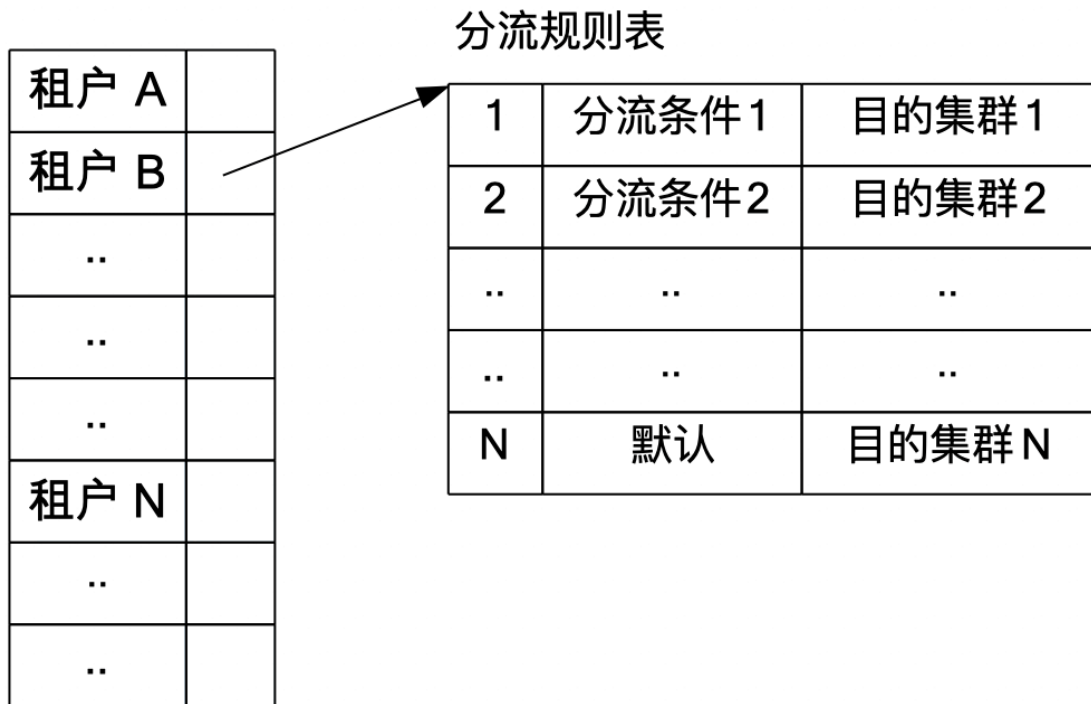 分流规则表
租户 A
租户 B
..
..
..
租户 N
..
..
1 分流条件1 目的集群1
2 分流条件2 目的集群2
.. .. ..
.. .. ..
N 默认 目的集群 N